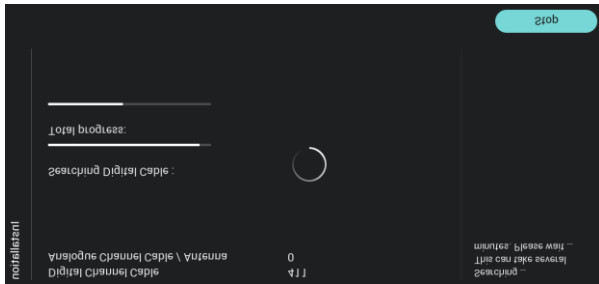 Installation
Digital Channel Cable 411
Analogue Channel Cable / Antenna 0
Searching Digital Cable :
Total progress:
Searching ...
This can take several
minutes. Please wait ...
Stop